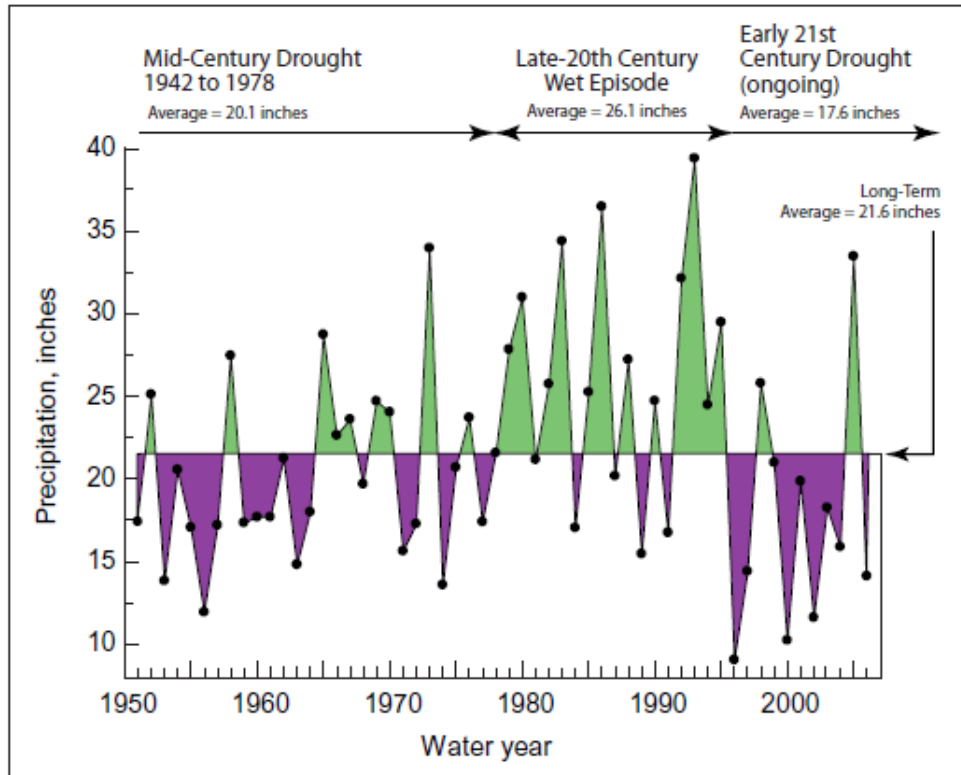 Mid-Century Drought
1942 to 1978
Average = 20.1 inches
Late-20th Century
Wet Episode
Average = 26.1 inches
Early 21st
Century Drought
(ongoing)
Average = 17.6 inches
Long-Term
Average = 21.6 inches
40
35
30
25
20
15
10
Precipitation, inches
1950 1960 1970 1980 1990 2000
Water year